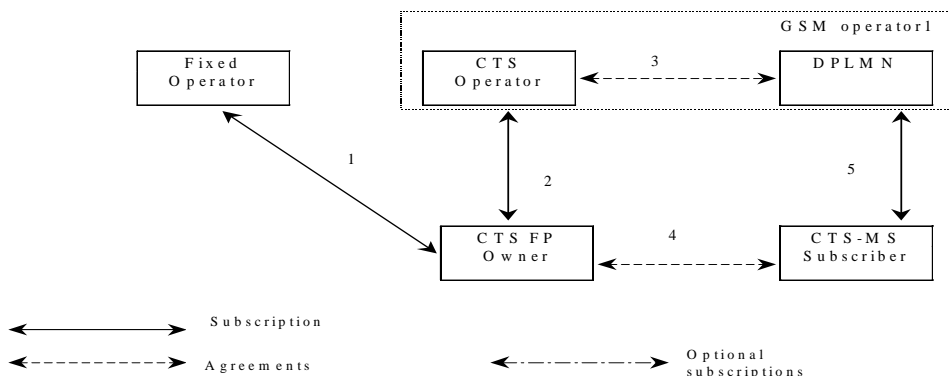 GSM operator1
Fixed
Operator
CTS
Operator
3
DPLMN
1
2
5
CTS FP
Owner
4
CTS-MS
Subscriber
Subscription
Agreements
Optional
subscriptions